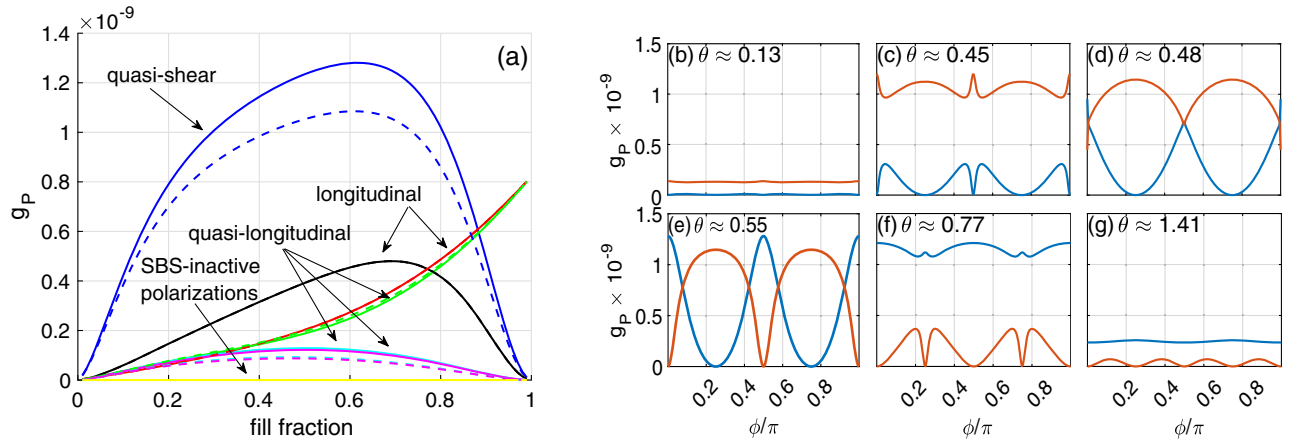 × 10⁻⁹
(a)
1.4
1.2
1
0.8
0.6
0.4
0.2
0
g_P
quasi-shear
longitudinal
quasi-longitudinal
SBS-inactive
polarizations
0 0.2 0.4 0.6 0.8 1
fill fraction
(b) θ ≈ 0.13
(c) θ ≈ 0.45
(d) θ ≈ 0.48
1.5
1
0.5
0
g_P × 10⁻⁹
(e) θ ≈ 0.55
(f) θ ≈ 0.77
(g) θ ≈ 1.41
1.5
1
0.5
0
g_P × 10⁻⁹
0.2 0.4 0.6 0.8
0.2 0.4 0.6 0.8
0.2 0.4 0.6 0.8
ϕ/π
ϕ/π
ϕ/π